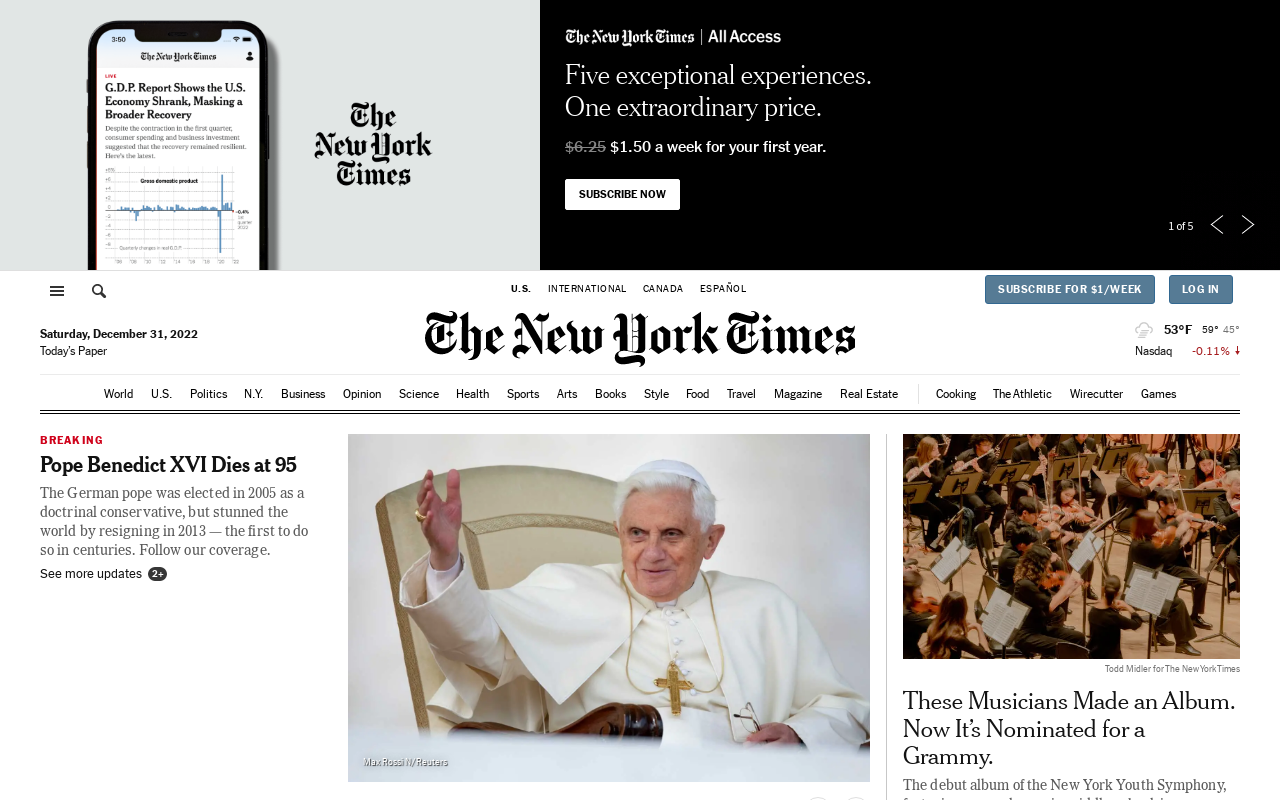 3:50
The New York Times
LIVE
G.D.P. Report Shows the U.S.
Economy Shrank, Masking a
Broader Recovery
Despite the contraction in the first quarter,
consumer spending and business investment
suggested that the recovery remained resilient.
Here's the latest.
Gross domestic product
-0.4%
1st
quarter
2022
Quarterly changes in real G.D.P.
'06 '08 '10 '12 '14 '16 '18 '20 '22
The
New York
Times
The New York Times | All Access
Five exceptional experiences.
One extraordinary price.
$6.25 $1.50 a week for your first year.
SUBSCRIBE NOW
1 of 5
U.S. INTERNATIONAL CANADA ESPAÑOL
SUBSCRIBE FOR $1/WEEK LOG IN
Saturday, December 31, 2022
Today's Paper
The New York Times
53°F 59° 45°
Nasdaq -0.11%
World U.S. Politics N.Y. Business Opinion Science Health Sports Arts Books Style Food Travel Magazine Real Estate Cooking The Athletic Wirecutter Games
BREAKING
Pope Benedict XVI Dies at 95
The German pope was elected in 2005 as a
doctrinal conservative, but stunned the
world by resigning in 2013 — the first to do
so in centuries. Follow our coverage.
See more updates 2+
Max Rossi N/Reuters
Todd Midler for The New York Times
These Musicians Made an Album.
Now It's Nominated for a
Grammy.
The debut album of the New York Youth Symphony,